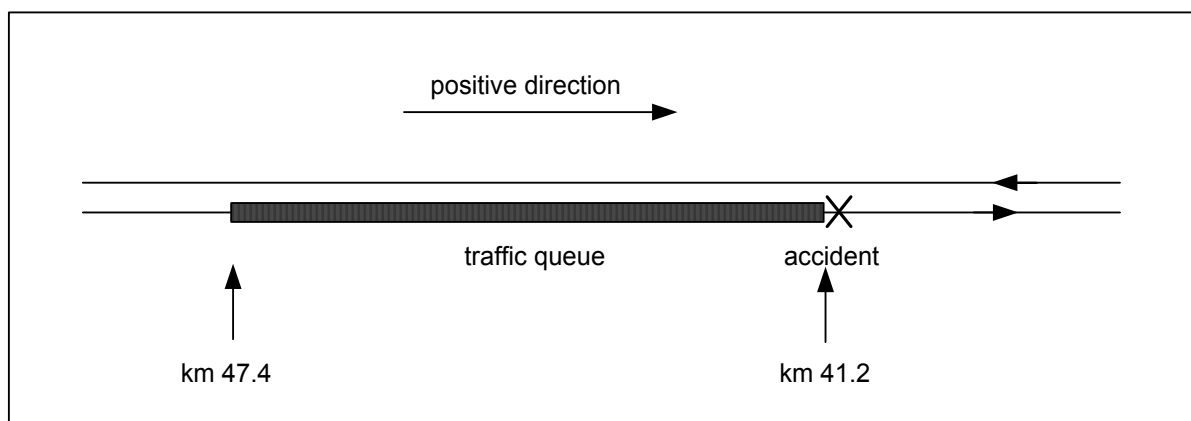 positive direction
traffic queue
accident
km 47.4
km 41.2